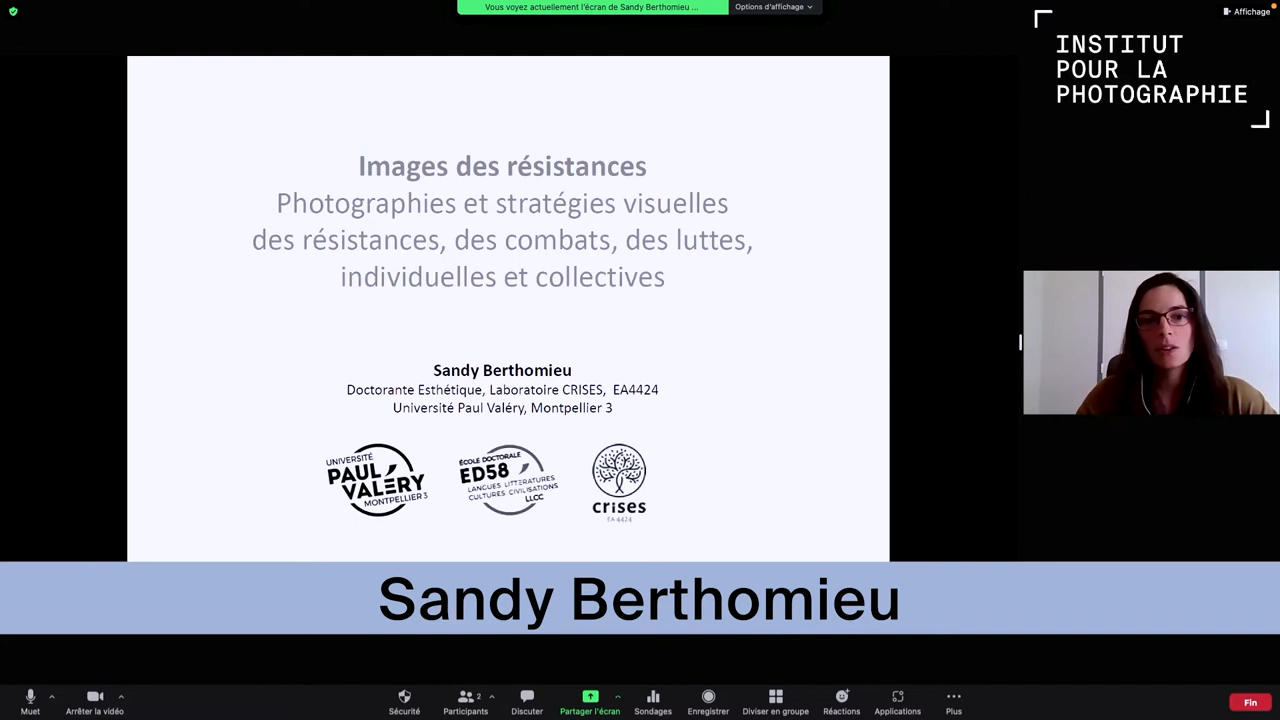 Vous voyez actuellement l'écran de Sandy Berthomieu ...
Options d'affichage
Affichage
INSTITUT
POUR LA
PHOTOGRAPHIE
Images des résistances
Photographies et stratégies visuelles
des résistances, des combats, des luttes,
individuelles et collectives
Sandy Berthomieu
Doctorante Esthétique, Laboratoire CRISES, EA4424
Université Paul Valéry, Montpellier 3
UNIVERSITÉ
PAUL
VALÉRY
MONTPELLIER 3
ÉCOLE DOCTORALE
ED58
LANGUES LITTÉRATURES
CULTURES CIVILISATIONS
LLCC
crises
EA 4424
Sandy Berthomieu
Muet
Arrêter la vidéo
Sécurité
2
Participants
Discuter
Partager l'écran
Sondages
Enregistrer
Diviser en groupe
Réactions
Applications
Plus
Fin